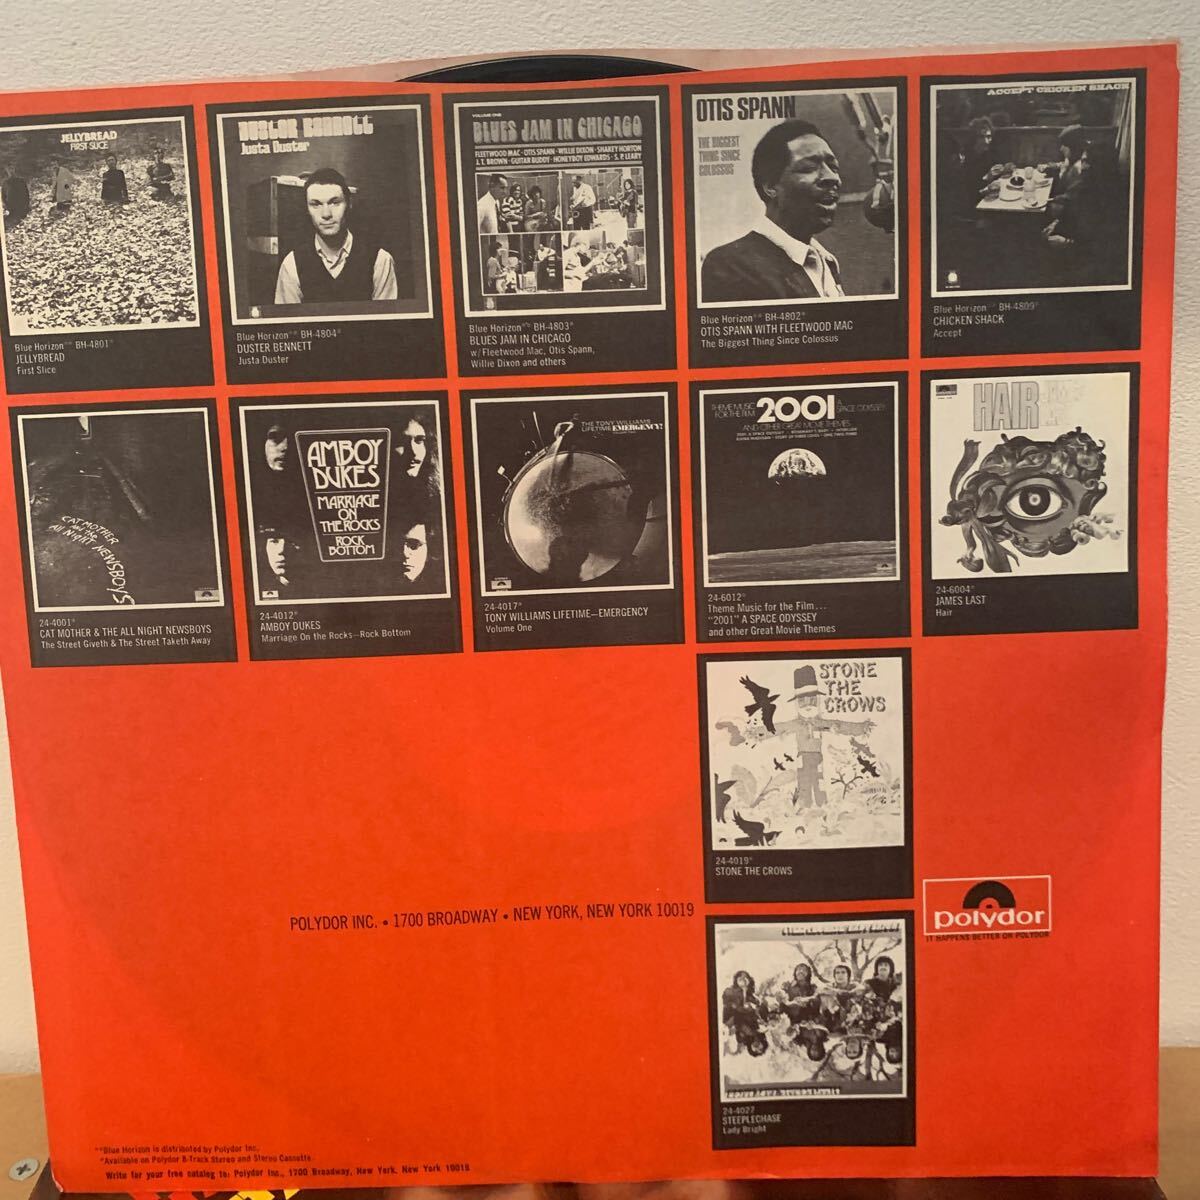 JELLYBREAD
FIRST SLICE
Blue Horizon** BH-4801*
JELLYBREAD
First Slice
DUSTER BENNETT
Justa Duster
Blue Horizon** BH-4804*
DUSTER BENNETT
Justa Duster
VOLUME ONE
BLUES JAM IN CHICAGO
FLEETWOOD MAC · OTIS SPANN · WILLIE DIXON · SHAKEY HORTON
J.T. BROWN · GUITAR BUDDY · HONEYBOY EDWARDS · S.P. LEARY
Blue Horizon** BH-4803*
BLUES JAM IN CHICAGO
w/Fleetwood Mac, Otis Spann,
Willie Dixon and others
OTIS SPANN
THE BIGGEST
THING SINCE
COLOSSUS
Blue Horizon** BH-4802*
OTIS SPANN WITH FLEETWOOD MAC
The Biggest Thing Since Colossus
ACCEPT CHICKEN SHACK
Blue Horizon** BH-4809*
CHICKEN SHACK
Accept
CAT MOTHER
and the
All Night NEWSBOYS
24-4001*
CAT MOTHER & THE ALL NIGHT NEWSBOYS
The Street Giveth & The Street Taketh Away
AMBOY
DUKES
MARRIAGE
ON
THE ROCKS
ROCK
BOTTOM
24-4012*
AMBOY DUKES
Marriage On the Rocks—Rock Bottom
THE TONY WILLIAMS
LIFETIME EMERGENCY!
24-4017*
TONY WILLIAMS LIFETIME—EMERGENCY
Volume One
THEME MUSIC
FOR THE FILM 2001 A SPACE ODYSSEY
AND OTHER GREAT MOVIE THEMES
24-6012*
Theme Music for the Film...
"2001" A SPACE ODYSSEY
and other Great Movie Themes
HAIR
24-6004*
JAMES LAST
Hair
STONE
THE
CROWS
24-4019*
STONE THE CROWS
POLYDOR INC. • 1700 BROADWAY • NEW YORK, NEW YORK 10019
polydor
IT HAPPENS BETTER ON POLYDOR
24-4027
STEEPLECHASE
Lady Bright
**Blue Horizon is distributed by Polydor Inc.
*Available on Polydor 8-Track Stereo and Stereo Cassette.
Write for your free catalog to: Polydor Inc., 1700 Broadway, New York, New York 10019